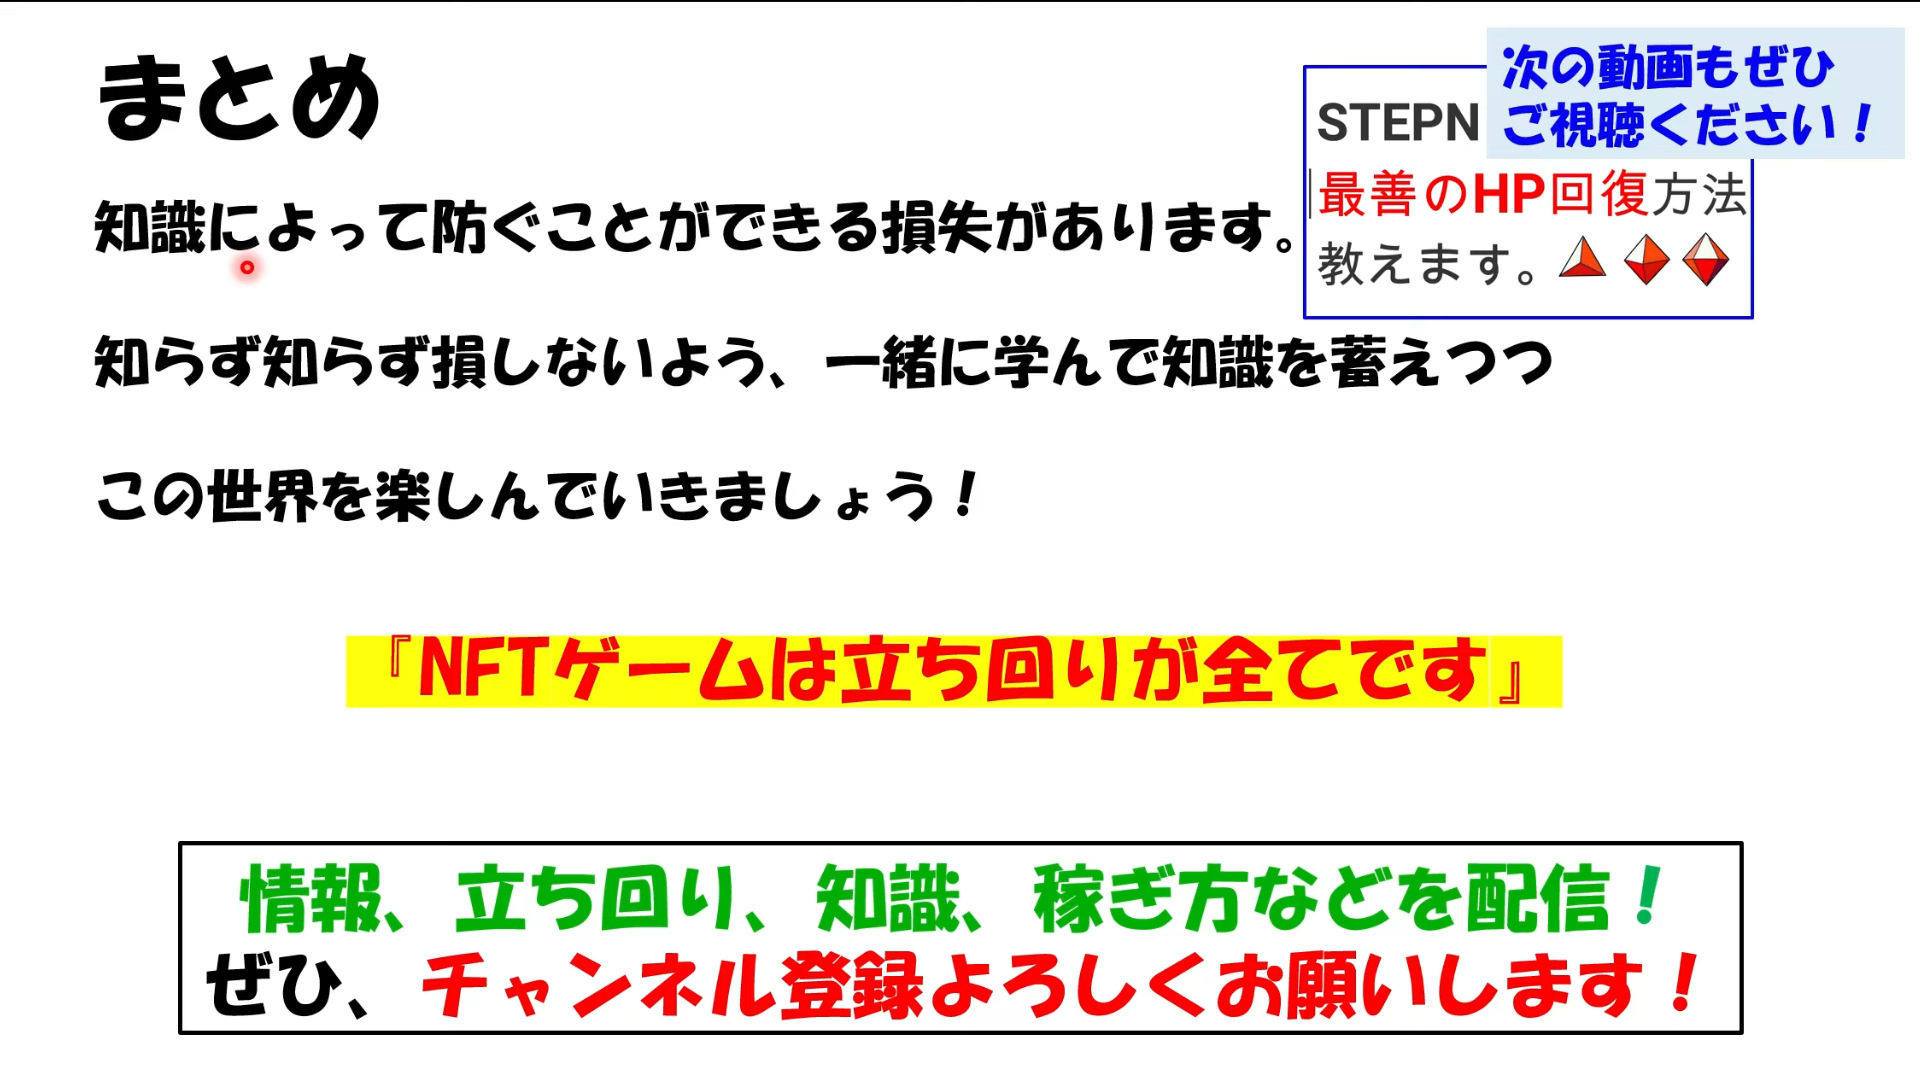 まとめ
次の動画もぜひ
ご視聴ください！
STEPN
最善のHP回復方法
教えます。
知識によって防ぐことができる損失があります。
知らず知らず損しないよう、一緒に学んで知識を蓄えつつ
この世界を楽しんでいきましょう！
『NFTゲームは立ち回りが全てです』
情報、立ち回り、知識、稼ぎ方などを配信！
ぜひ、チャンネル登録よろしくお願いします！